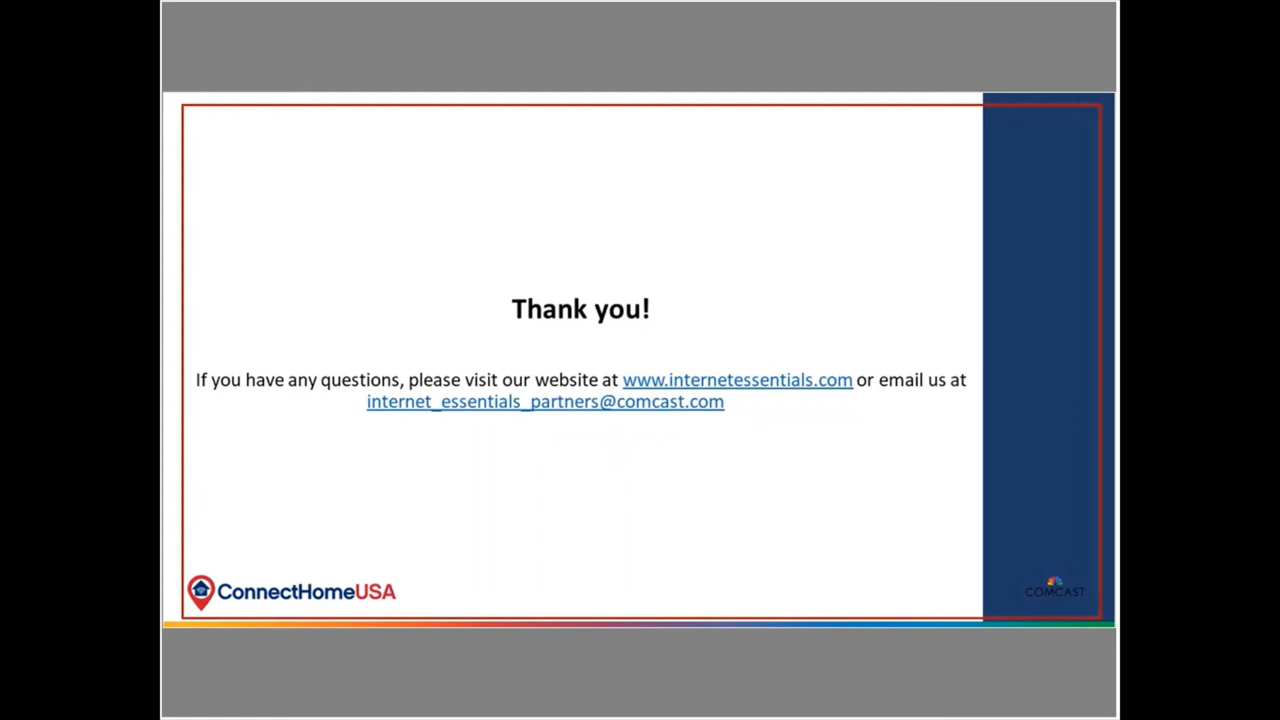 Thank you!
If you have any questions, please visit our website at www.internetessentials.com or email us at
internet_essentials_partners@comcast.com
ConnectHomeUSA
COMCAST